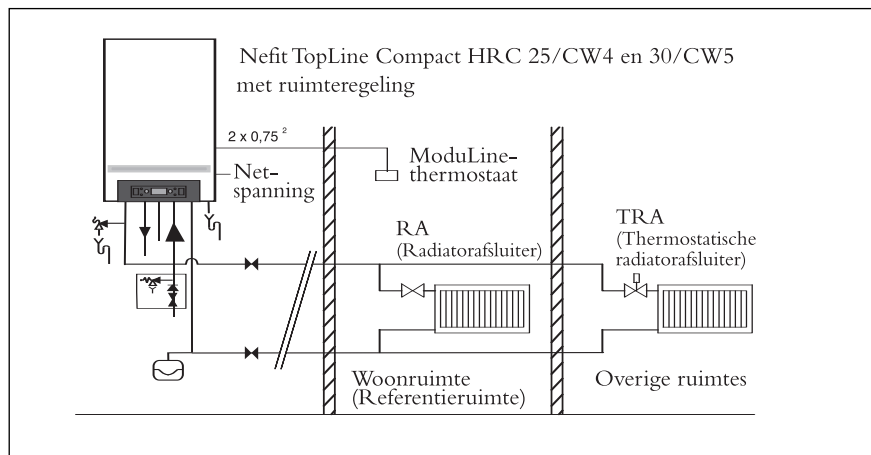 Nefit TopLine Compact HRC 25/CW4 en 30/CW5
met ruimteregeling
2 x 0,75 ²
Net-
spanning
ModuLine-
thermostaat
RA
(Radiatorafsluiter)
TRA
(Thermostatische
radiatorafsluiter)
Woonruimte
(Referentieruimte)
Overige ruimtes